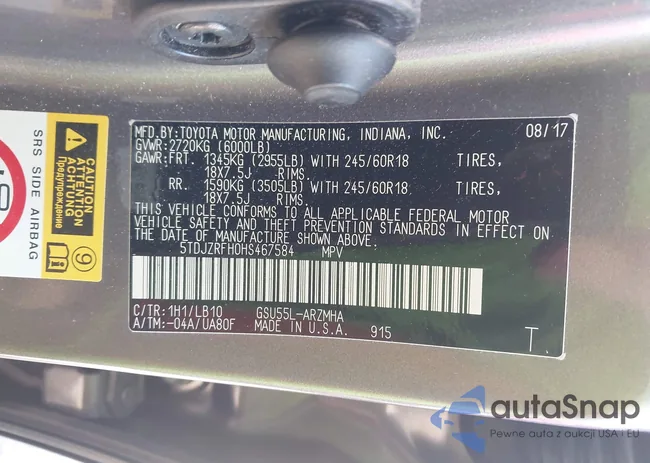 MFD.BY:TOYOTA MOTOR MANUFACTURING, INDIANA, INC. 08/17
GVWR:2720KG (6000LB)
GAWR:FRT. 1345KG (2955LB) WITH 245/60R18 TIRES,
18X7.5J RIMS.
RR. 1590KG (3505LB) WITH 245/60R18 TIRES,
18X7.5J RIMS.
THIS VEHICLE CONFORMS TO ALL APPLICABLE FEDERAL MOTOR
VEHICLE SAFETY AND THEFT PREVENTION STANDARDS IN EFFECT ON
THE DATE OF MANUFACTURE SHOWN ABOVE.
5TDJZRFH0HS467584 MPV
C/TR:1H1/LB10 GSU55L-ARZMHA
A/TM:-04A/UA80F MADE IN U.S.A. 915 T
SRS SIDE AIRBAG
CAUTION
ATTENTION
ACHTUNG
Предупреждение
9
autaSnap
Pewne auta z aukcji USA i EU